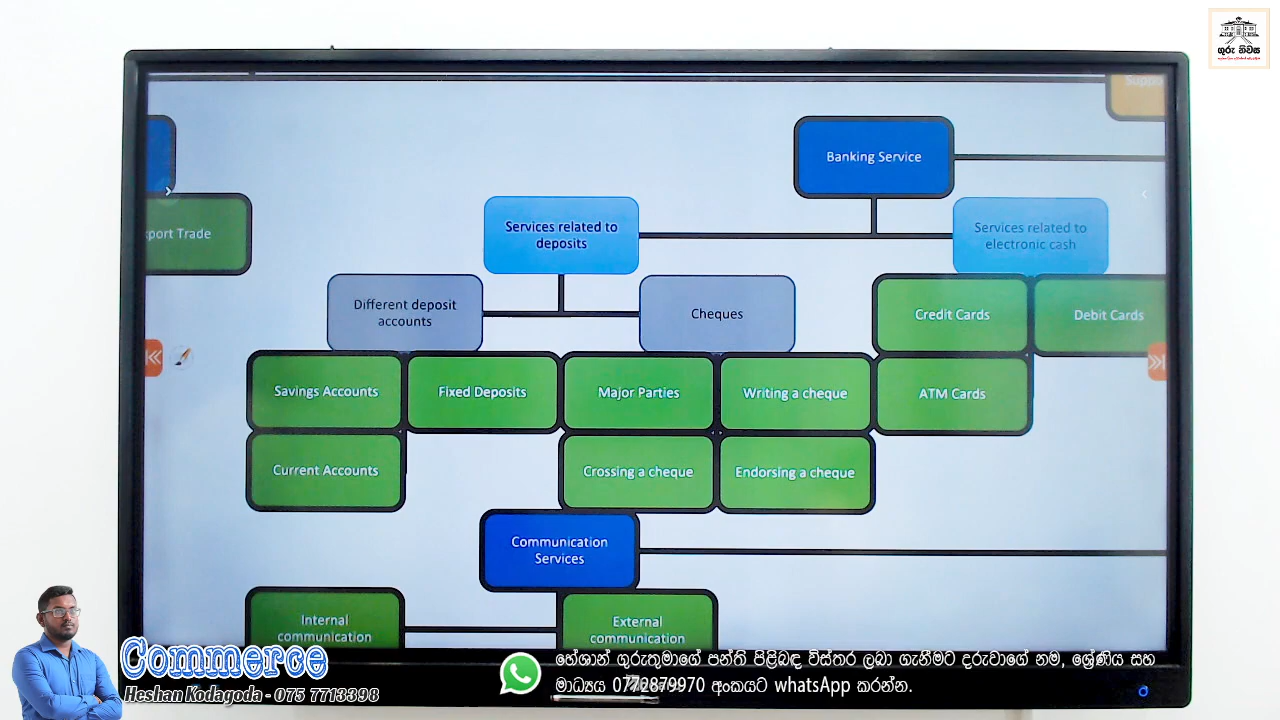 ගුරු නිවස
Banking Service
Services related to
deposits
Services related to
electronic cash
port Trade
Different deposit
accounts
Cheques
Credit Cards
Debit Cards
Savings Accounts
Fixed Deposits
Major Parties
Writing a cheque
ATM Cards
Current Accounts
Crossing a cheque
Endorsing a cheque
Communication
Services
Internal
communication
External
communication
Commerce
Heshan Kodagoda - 075 7713398
හේශාන් ගුරුතුමාගේ පන්ති පිළිබඳ විස්තර ලබා ගැනීමට දරුවාගේ නම, ශ්‍රේණිය සහ
මාධ්‍යය 0772879970 අංකයට whatsApp කරන්න.